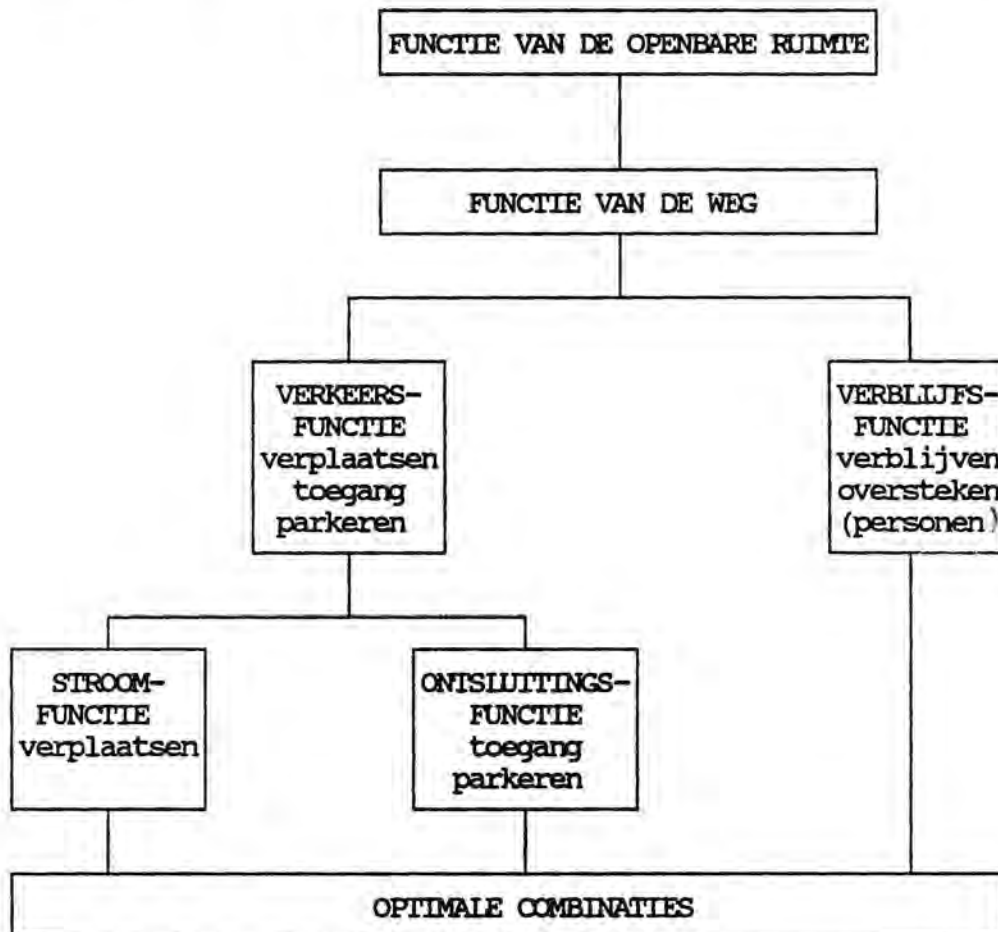 FUNCTIE VAN DE OPENBARE RUIMTE
FUNCTIE VAN DE WEG
VERKEERS-
FUNCTIE
verplaatsen
toegang
parkeren
VERBLIJFS-
FUNCTIE
verblijven
oversteken
(personen)
STROOM-
FUNCTIE
verplaatsen
ONTSLUITINGS-
FUNCTIE
toegang
parkeren
OPTIMALE COMBINATIES